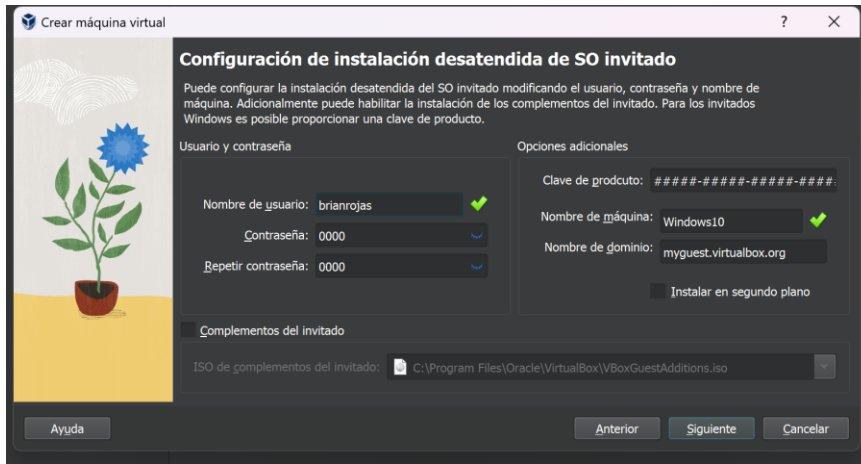 Crear máquina virtual
Configuración de instalación desatendida de SO invitado
Puede configurar la instalación desatendida del SO invitado modificando el usuario, contraseña y nombre de
máquina. Adicionalmente puede habilitar la instalación de los complementos del invitado. Para los invitados
Windows es posible proporcionar una clave de producto.
Usuario y contraseña
Nombre de usuario: brianrojas
Contraseña: 0000
Repetir contraseña: 0000
Opciones adicionales
Clave de prodcuto: #####-#####-#####-####
Nombre de máquina: Windows10
Nombre de dominio: myguest.virtualbox.org
Instalar en segundo plano
Complementos del invitado
ISO de complementos del invitado: C:\Program Files\Oracle\VirtualBox\VBoxGuestAdditions.iso
Ayuda
Anterior
Siguiente
Cancelar